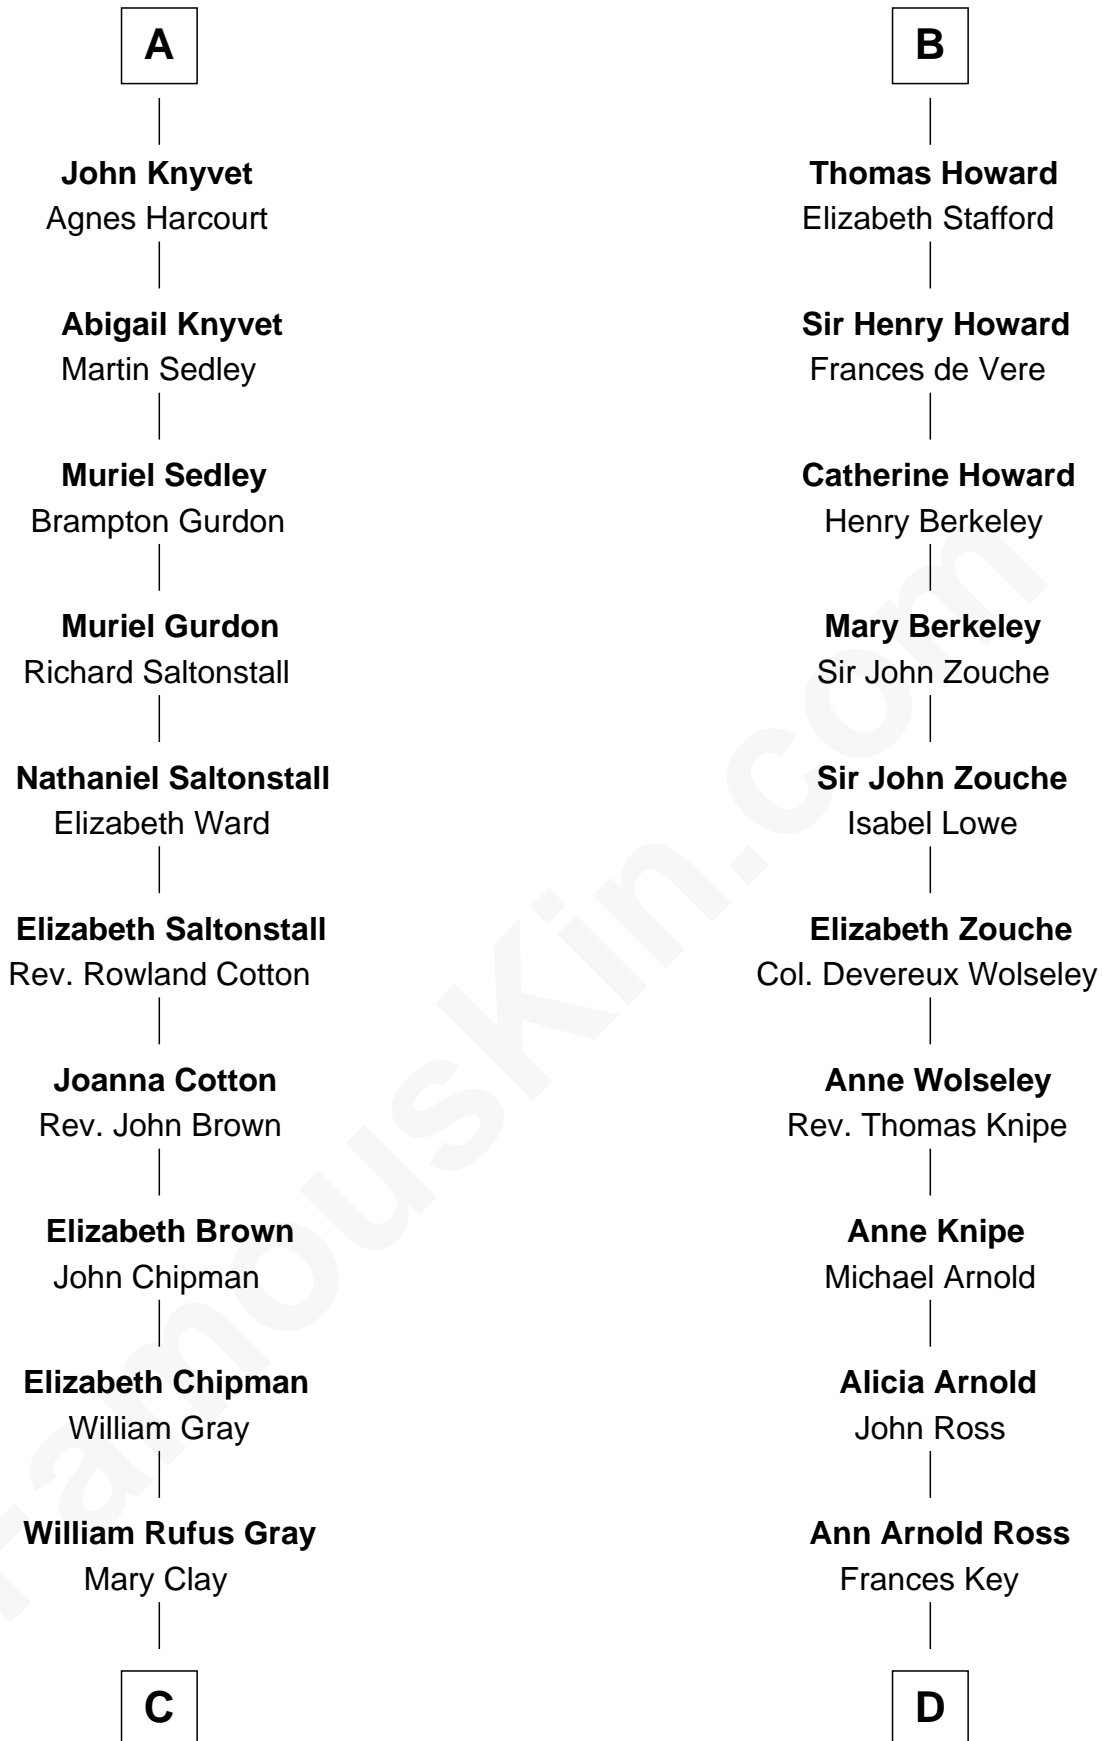 A
John Knyvet
Agnes Harcourt
Abigail Knyvet
Martin Sedley
Muriel Sedley
Brampton Gurdon
Muriel Gurdon
Richard Saltonstall
Nathaniel Saltonstall
Elizabeth Ward
Elizabeth Saltonstall
Rev. Rowland Cotton
Joanna Cotton
Rev. John Brown
Elizabeth Brown
John Chipman
Elizabeth Chipman
William Gray
William Rufus Gray
Mary Clay
C
B
Thomas Howard
Elizabeth Stafford
Sir Henry Howard
Frances de Vere
Catherine Howard
Henry Berkeley
Mary Berkeley
Sir John Zouche
Sir John Zouche
Isabel Lowe
Elizabeth Zouche
Col. Devereux Wolseley
Anne Wolseley
Rev. Thomas Knipe
Anne Knipe
Michael Arnold
Alicia Arnold
John Ross
Ann Arnold Ross
Frances Key
D
FamousKin.com